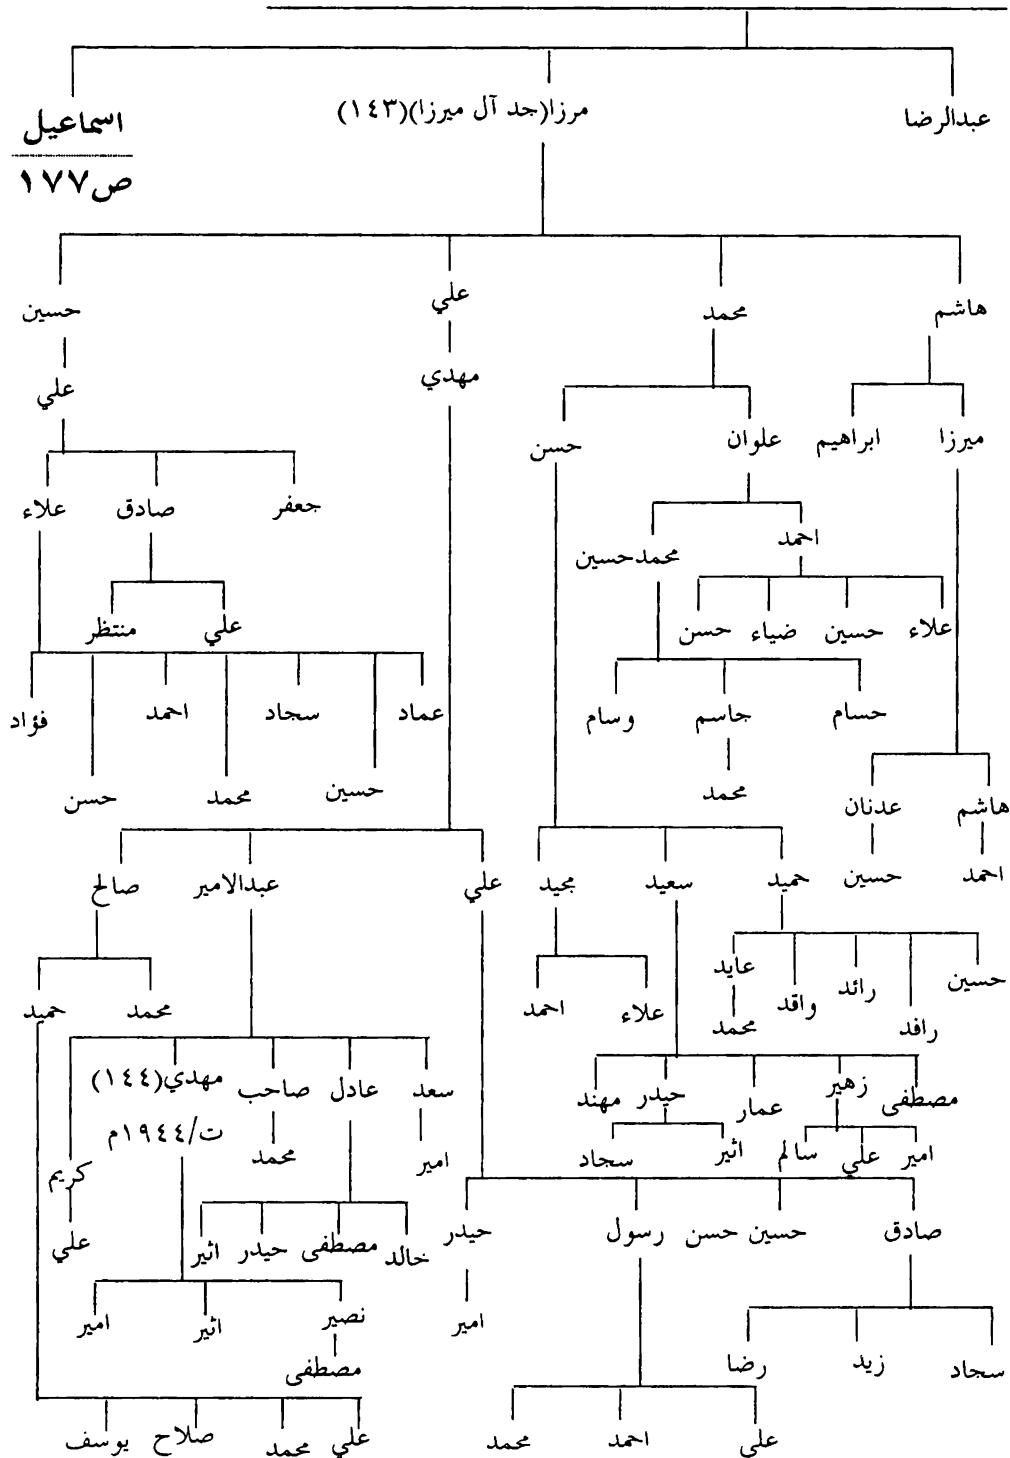 عبدالرضا مرزا(جد آل ميرزا)(١٤٣) اسماعيل
ص١٧٧
هاشم محمد علي حسين
مهدي علي
ميرزا ابراهيم علوان حسن
جعفر صادق علاء
احمد محمدحسين
علاء حسين ضياء حسن علي منتظر
حسام جاسم وسام عماد سجاد احمد فؤاد
محمد حسين محمد حسن
هاشم عدنان
احمد حسين حميد سعيد مجيد علي عبدالامير صالح
حسين رافد رائد واقد عايد علاء احمد محمد حميد
محمد
مصطفى زهير عمار حيدر مهند سعد عادل صاحب مهدي(١٤٤)
ت/١٩٤٤م
امير علي سالم اثير سجاد امير محمد كريم
صادق حسين حسن رسول حيدر خالد مصطفى حيدر اثير علي
امير نصير اثير امير
سجاد زيد رضا مصطفى
علي احمد محمد علي محمد صلاح يوسف